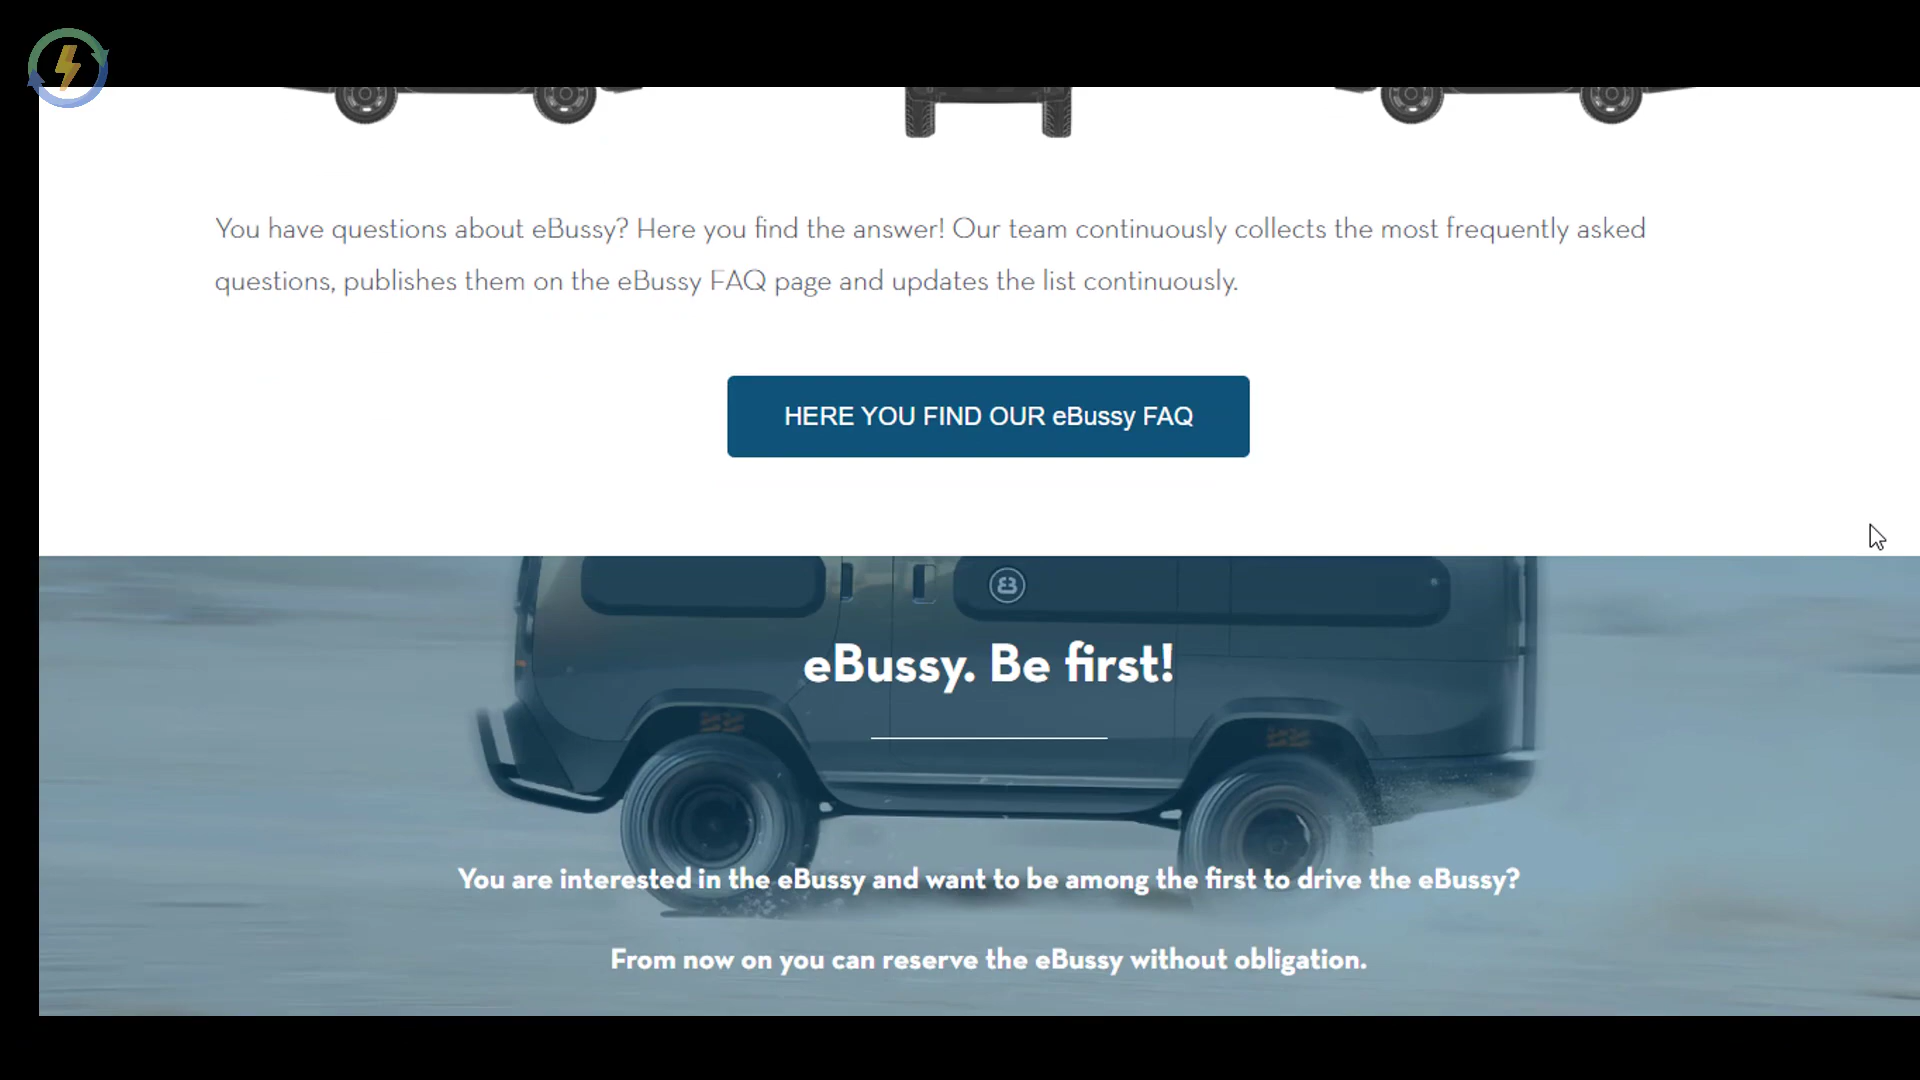 You have questions about eBussy? Here you find the answer! Our team continuously collects the most frequently asked
questions, publishes them on the eBussy FAQ page and updates the list continuously.
HERE YOU FIND OUR eBussy FAQ
eBussy. Be first!
You are interested in the eBussy and want to be among the first to drive the eBussy?
From now on you can reserve the eBussy without obligation.